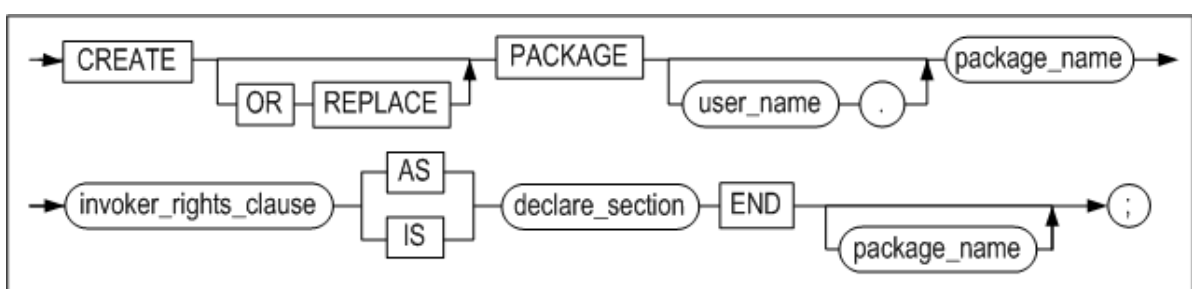 CREATE OR REPLACE PACKAGE user_name . package_name
invoker_rights_clause AS IS declare_section END package_name ;